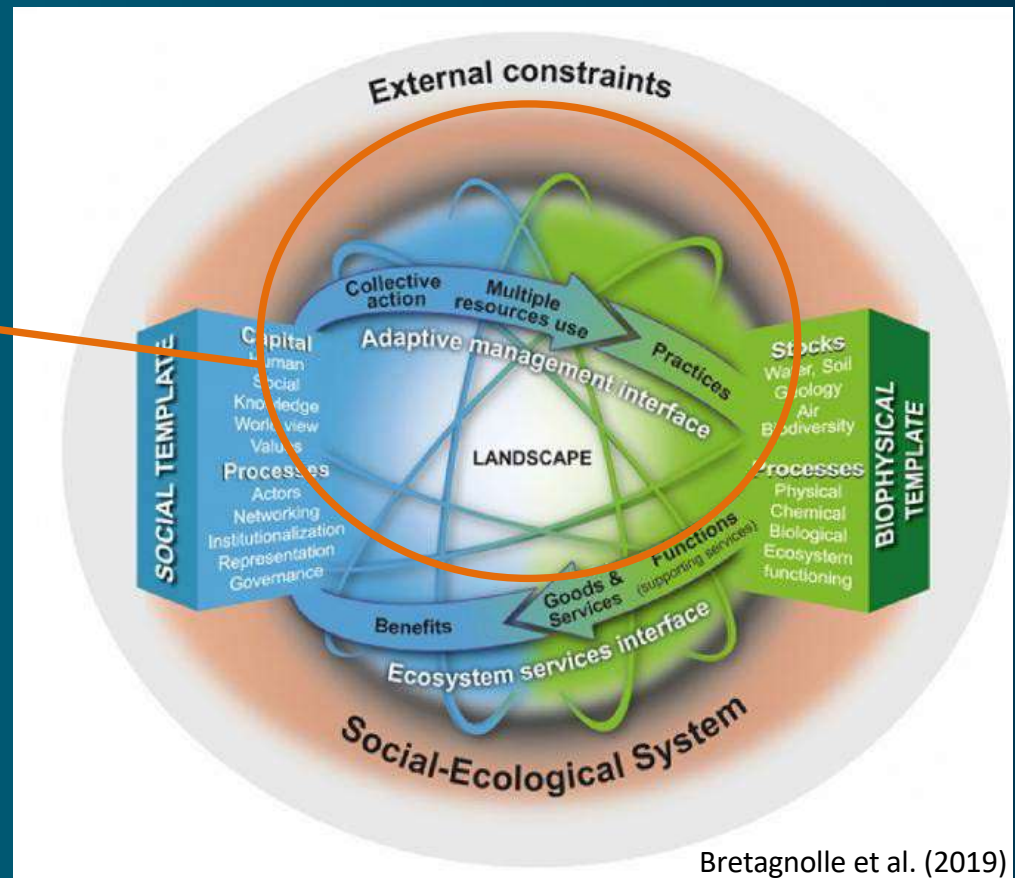 External constraints
Collective
action
Multiple
resources use
Practices
Adaptive management interface
SOCIAL TEMPLATE
Capital
Human
Social
Knowledge
World view
Values
Processes
Actors
Networking
Institutionalization
Representation
Governance
LANDSCAPE
Stocks
Water, Soil
Geology
Air
Biodiversity
Processes
Physical
Chemical
Biological
Ecosystem
functioning
BIOPHYSICAL
TEMPLATE
Functions
(supporting services)
Goods &
Services
Benefits
Ecosystem services interface
Social-Ecological System
Bretagnolle et al. (2019)